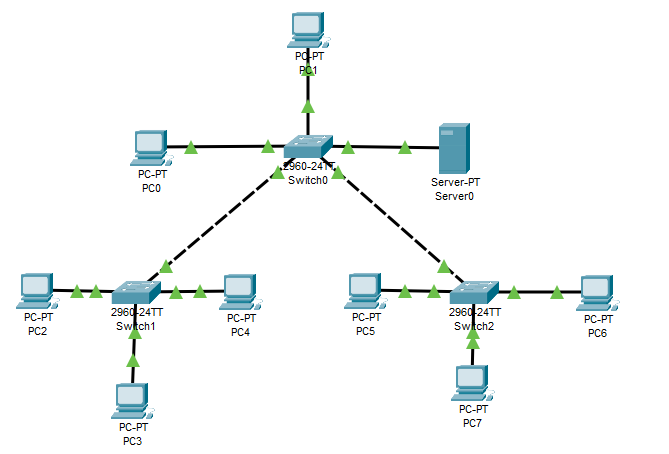 PC-PT
PC1
PC-PT
PC0
2960-24TT
Switch0
Server-PT
Server0
PC-PT
PC2
2960-24TT
Switch1
PC-PT
PC4
PC-PT
PC3
PC-PT
PC5
2960-24TT
Switch2
PC-PT
PC6
PC-PT
PC7